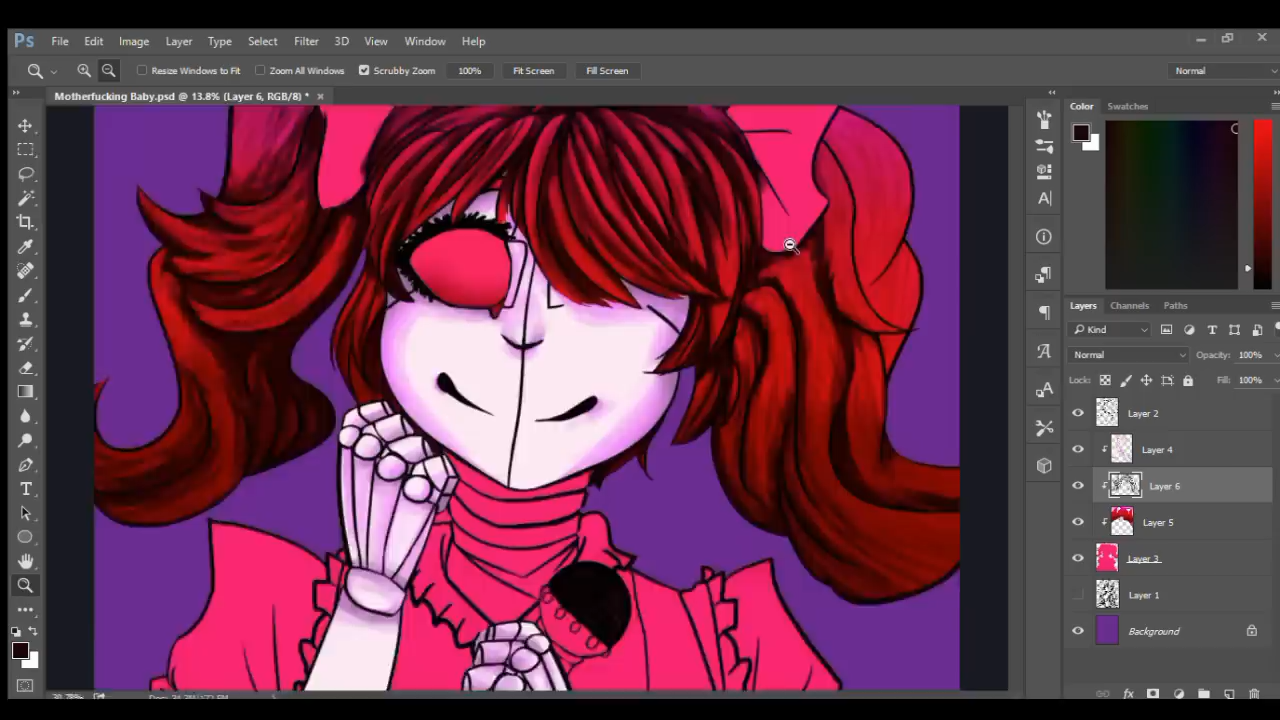 Ps File Edit Image Layer Type Select Filter 3D View Window Help
Resize Windows to Fit Zoom All Windows Scrubby Zoom 100% Fit Screen Fill Screen Normal
Motherfucking Baby.psd @ 13.8% (Layer 6, RGB/8) * ×
Color Swatches
Layers Channels Paths
Kind
Normal Opacity: 100%
Lock: Fill: 100%
Layer 2
Layer 4
Layer 6
Layer 5
Layer 3
Layer 1
Background